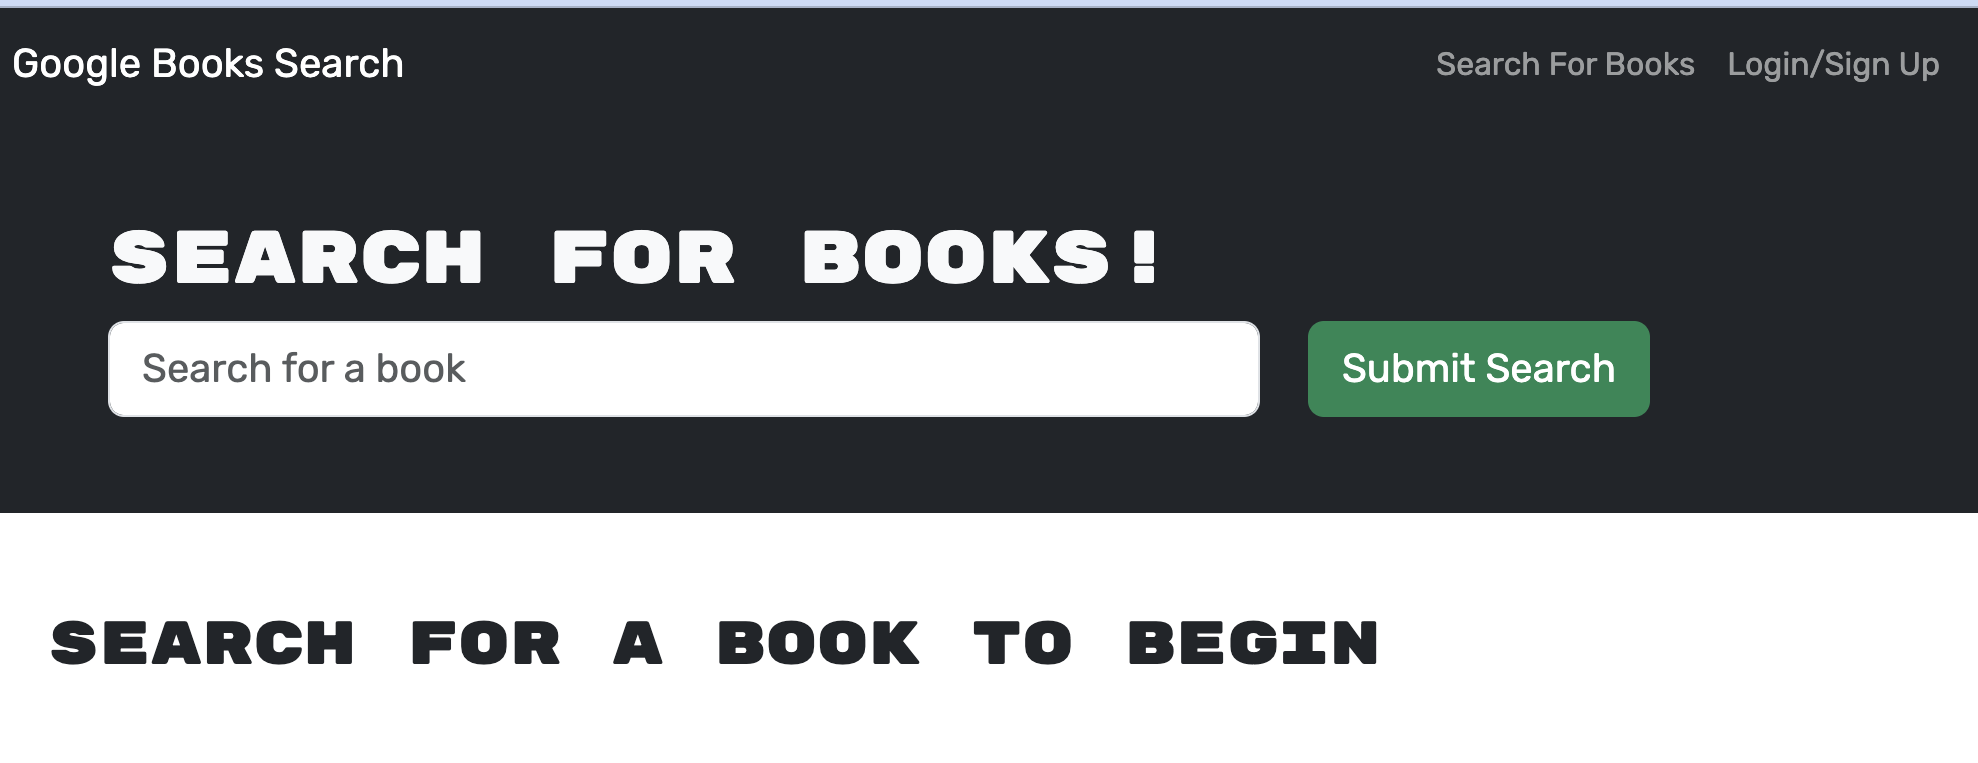 Google Books Search
Search For Books
Login/Sign Up
SEARCH FOR BOOKS!
Search for a book
Submit Search
SEARCH FOR A BOOK TO BEGIN